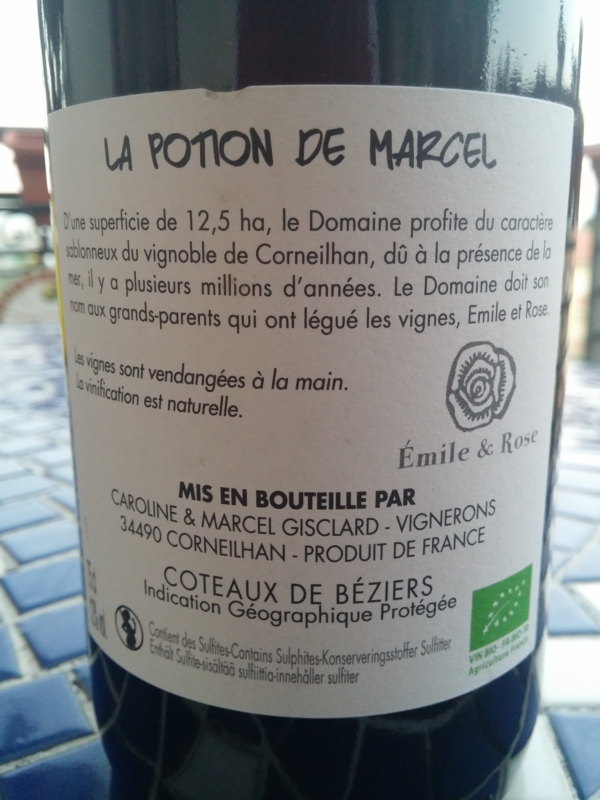 LA POTION DE MARCEL
D'une superficie de 12,5 ha, le Domaine profite du caractère
sablonneux du vignoble de Corneilhan, dû à la présence de la
mer, il y a plusieurs millions d'années. Le Domaine doit son
nom aux grands-parents qui ont légué les vignes, Emile et Rose.
Les vignes sont vendangées à la main.
La vinification est naturelle.
Émile & Rose
MIS EN BOUTEILLE PAR
CAROLINE & MARCEL GISCLARD - VIGNERONS
34490 CORNEILHAN - PRODUIT DE FRANCE
COTEAUX DE BÉZIERS
Indication Géographique Protégée
Contient des Sulfites-Contains Sulphites-Konserveringsstoffer Sulfitter
Enthält Sulfite-sisältää sulfiittia-innehåller sulfiter
VIN BIO - FR-BIO-
Agriculture France